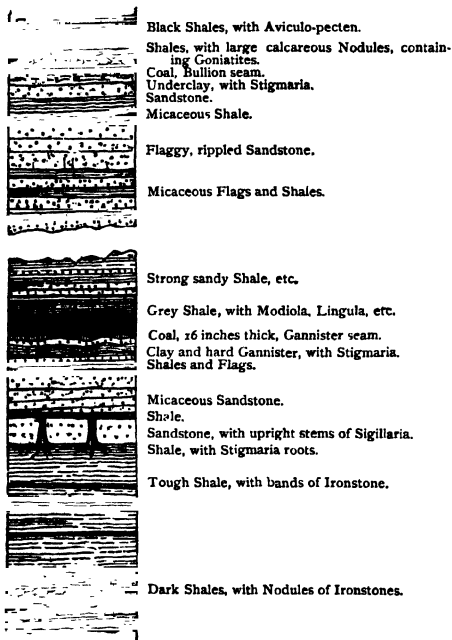 Black Shales, with Aviculo-pecten.
Shales, with large calcareous Nodules, contain-
ing Goniatites.
Coal, Bullion seam.
Underclay, with Stigmaria.
Sandstone.
Micaceous Shale.
Flaggy, rippled Sandstone.
Micaceous Flags and Shales.
Strong sandy Shale, etc.
Grey Shale, with Modiola, Lingula, etc.
Coal, 16 inches thick, Gannister seam.
Clay and hard Gannister, with Stigmaria.
Shales and Flags.
Micaceous Sandstone.
Shale.
Sandstone, with upright stems of Sigillaria.
Shale, with Stigmaria roots.
Tough Shale, with bands of Ironstone.
Dark Shales, with Nodules of Ironstones.